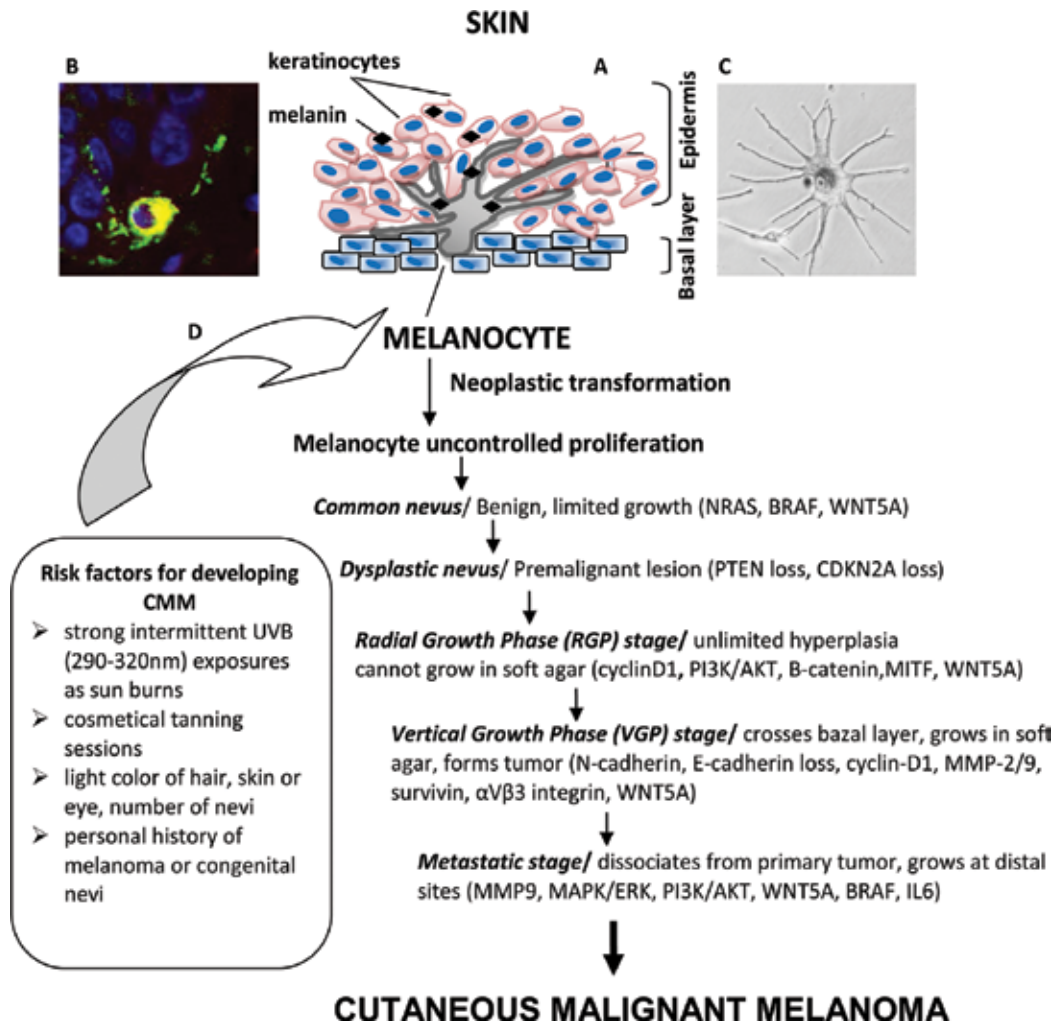 SKIN
B
keratinocytes
A
C
melanin
Epidermis
Basal layer
D
MELANOCYTE
Neoplastic transformation
Melanocyte uncontrolled proliferation
Common nevus/ Benign, limited growth (NRAS, BRAF, WNT5A)
Dysplastic nevus/ Premalignant lesion (PTEN loss, CDKN2A loss)
Radial Growth Phase (RGP) stage/ unlimited hyperplasia
cannot grow in soft agar (cyclinD1, PI3K/AKT, B-catenin,MITF, WNT5A)
Vertical Growth Phase (VGP) stage/ crosses bazal layer, grows in soft
agar, forms tumor (N-cadherin, E-cadherin loss, cyclin-D1, MMP-2/9,
survivin, αVβ3 integrin, WNT5A)
Metastatic stage/ dissociates from primary tumor, grows at distal
sites (MMP9, MAPK/ERK, PI3K/AKT, WNT5A, BRAF, IL6)
CUTANEOUS MALIGNANT MELANOMA
Risk factors for developing
CMM
➢ strong intermittent UVB
(290-320nm) exposures
as sun burns
➢ cosmetical tanning
sessions
➢ light color of hair, skin or
eye, number of nevi
➢ personal history of
melanoma or congenital
nevi